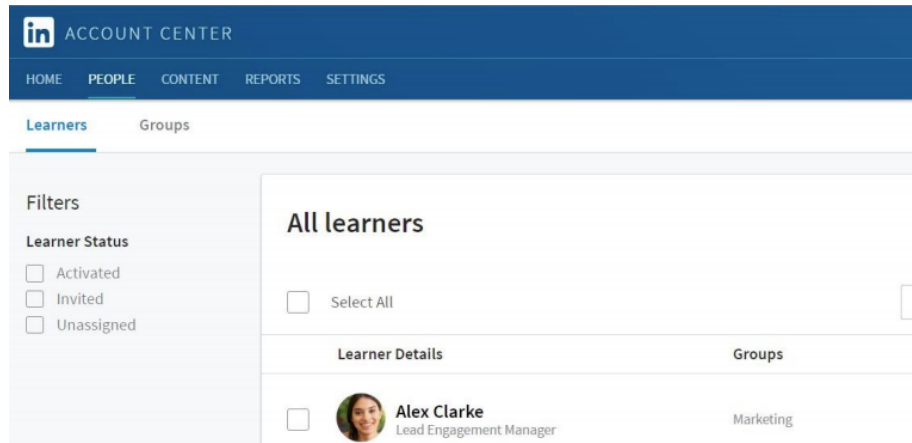 in ACCOUNT CENTER
HOME PEOPLE CONTENT REPORTS SETTINGS
Learners Groups
Filters
Learner Status
Activated
Invited
Unassigned
All learners
Select All
Learner Details Groups
Alex Clarke
Lead Engagement Manager
Marketing